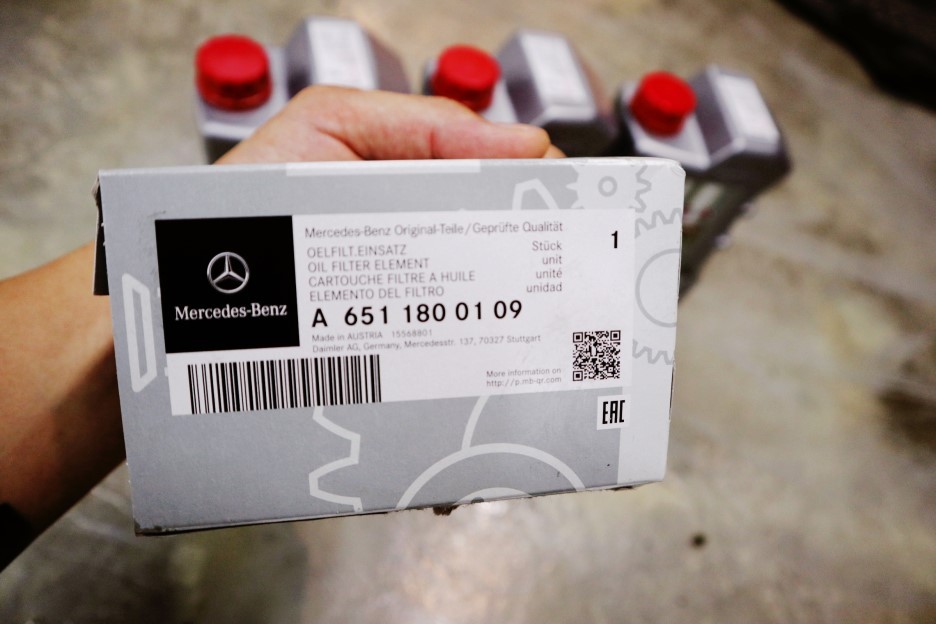 Mercedes-Benz
Mercedes-Benz Original-Teile/Geprüfte Qualität
OELFILT.EINSATZ Stück 1
OIL FILTER ELEMENT unit
CARTOUCHE FILTRE A HUILE unité
ELEMENTO DEL FILTRO unidad
A 651 180 01 09
Made in AUSTRIA 15568801
Daimler AG, Germany, Mercedesstr. 137, 70327 Stuttgart
More information on
http://p.mb-qr.com
EAC